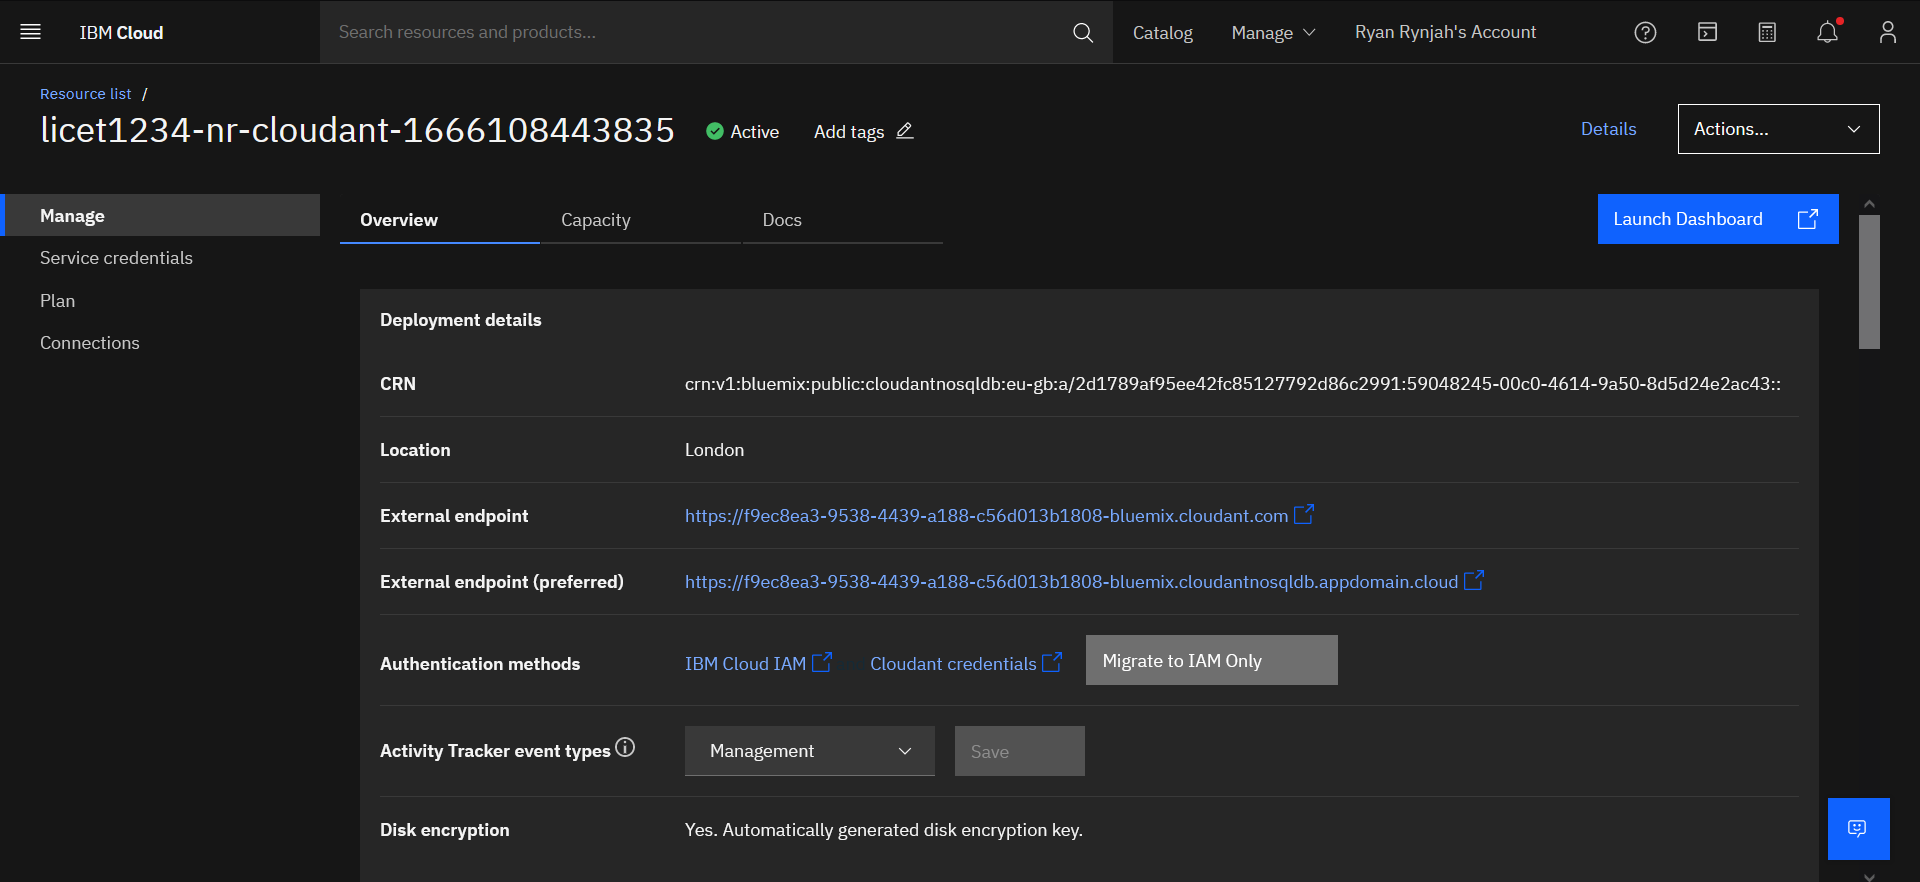 IBM Cloud
Search resources and products...
Catalog
Manage
Ryan Rynjah's Account
Resource list /
licet1234-nr-cloudant-1666108443835
Active
Add tags
Details
Actions...
Manage
Service credentials
Plan
Connections
Overview
Capacity
Docs
Launch Dashboard
Deployment details
CRN
crn:v1:bluemix:public:cloudantnosqldb:eu-gb:a/2d1789af95ee42fc85127792d86c2991:59048245-00c0-4614-9a50-8d5d24e2ac43::
Location
London
External endpoint
https://f9ec8ea3-9538-4439-a188-c56d013b1808-bluemix.cloudant.com
External endpoint (preferred)
https://f9ec8ea3-9538-4439-a188-c56d013b1808-bluemix.cloudantnosqldb.appdomain.cloud
Authentication methods
IBM Cloud IAM
Cloudant credentials
Migrate to IAM Only
Activity Tracker event types
Management
Save
Disk encryption
Yes. Automatically generated disk encryption key.